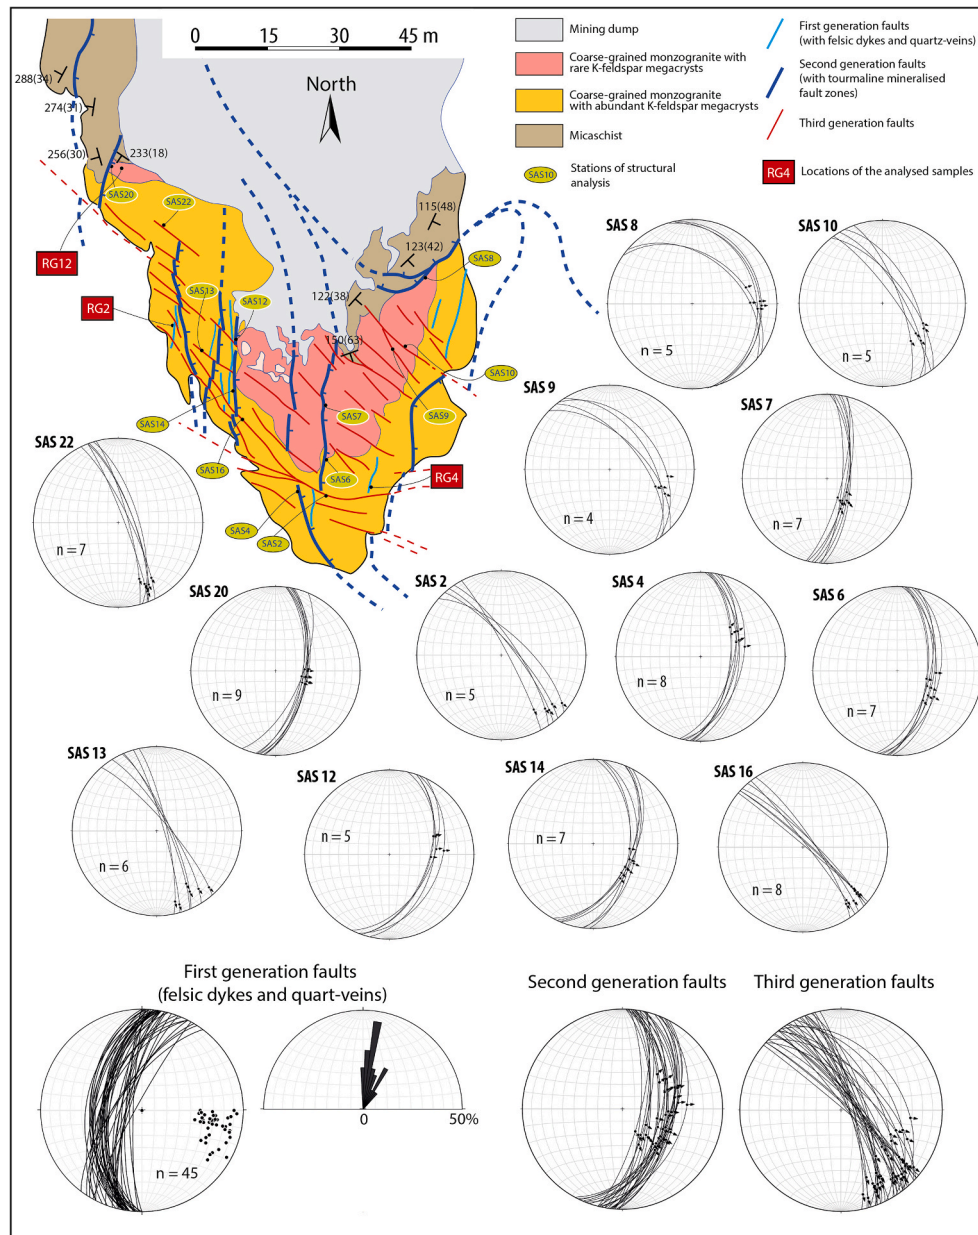 0 15 30 45 m
North
Mining dump
Coarse-grained monzogranite with
rare K-feldspar megacrysts
Coarse-grained monzogranite
with abundant K-feldspar megacrysts
Micaschist
SAS10
Stations of structural
analysis
First generation faults
(with felsic dykes and quartz-veins)
Second generation faults
(with tourmaline mineralised
fault zones)
Third generation faults
RG4
Locations of the analysed samples
288(34)
274(31)
256(30)
233(18)
SAS20
SAS22
RG12
RG2
SAS13
SAS12
115(48)
123(42)
SAS8
122(38)
150(63)
SAS10
SAS9
SAS7
SAS14
SAS16
SAS6
RG4
SAS4
SAS2
SAS 8
n = 5
SAS 10
n = 5
SAS 9
n = 4
SAS 7
n = 7
SAS 22
n = 7
SAS 20
n = 9
SAS 2
n = 5
SAS 4
n = 8
SAS 6
n = 7
SAS 13
n = 6
SAS 12
n = 5
SAS 14
n = 7
SAS 16
n = 8
First generation faults
(felsic dykes and quart-veins)
n = 45
0 50%
Second generation faults
Third generation faults